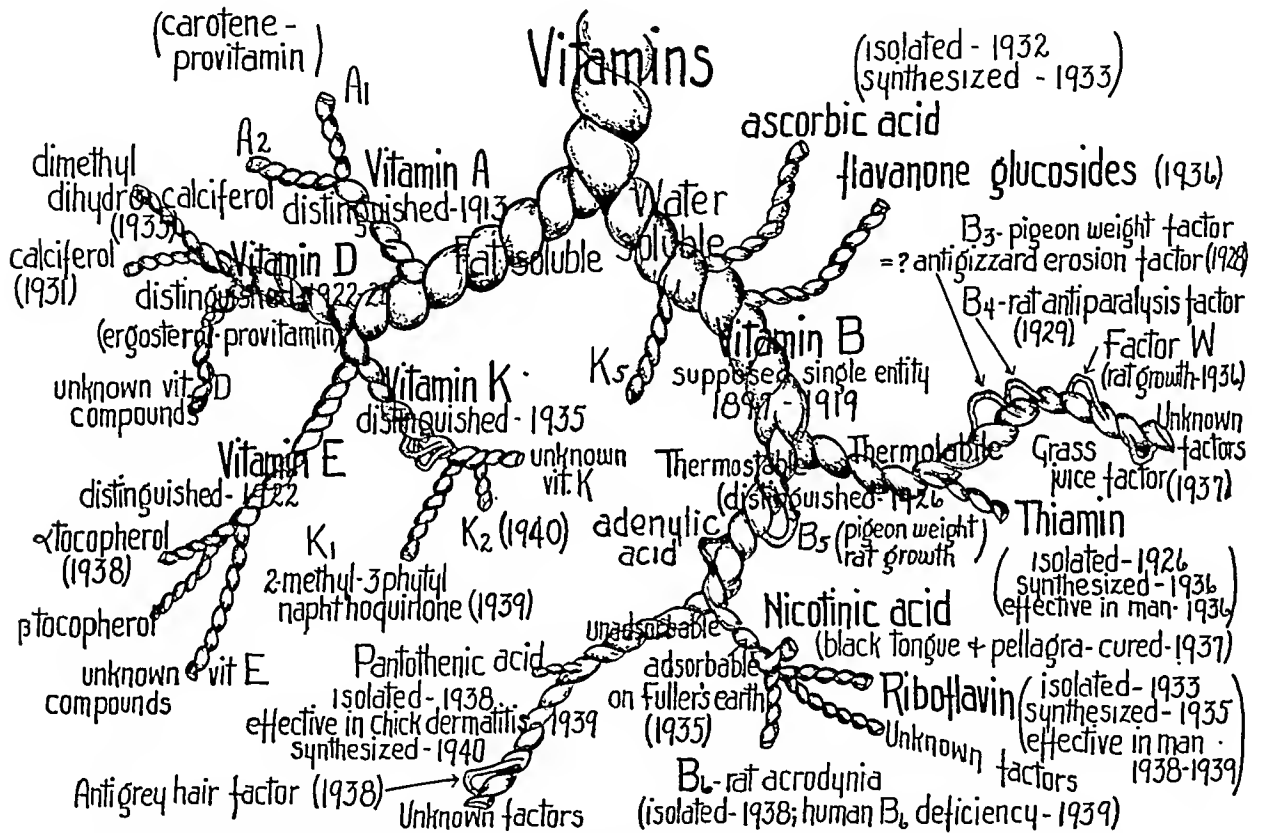 Vitamins
(carotene-
provitamin)
A1
A2
Vitamin A
distinguished-1913
Fat soluble
dimethyl
dihydro calciferol
calciferol
(1931)
Vitamin D
(ergosterol-provitamin)
unknown vit D
compounds
Vitamin K
distinguished-1935
unknown
vit. K
K2 (1940)
K1
2-methyl-3phytyl
naphthoquinone (1939)
Vitamin E
distinguished-1922
αtocopherol
(1938)
βtocopherol
unknown vit E
compounds
Water
soluble
(isolated-1932
synthesized-1933)
ascorbic acid
flavanone glucosides (1936)
K5
Vitamin B
supposed single entity
1897-1919
B3-pigeon weight factor
=? antigizzard erosion factor (1928)
B4-rat antiparalysis factor
(1929)
Factor W
(rat growth-1936)
Unknown
factors
Grass
juice factor (1937)
Thermolabile
Thermostable
(distinguished-1926
Thiamin
(isolated-1926
synthesized-1936
effective in man-1936)
B5 (pigeon weight)
rat growth
adenylic
acid
Nicotinic acid
(black tongue + pellagra-cured-1937)
unadsorbable
adsorbable
on Fuller's earth
(1935)
Riboflavin (isolated-1933
synthesized-1935
effective in man
1938-1939)
Unknown
factors
B6-rat acrodynia
(isolated-1938; human B6 deficiency-1939)
Pantothenic acid
isolated-1938
effective in chick dermatitis-1939
synthesized-1940
Antigrey hair factor (1938)
Unknown factors